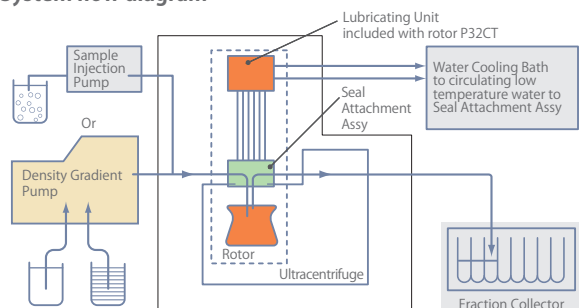 System flow diagram
Lubricating Unit
included with rotor P32CT
Sample
Injection
Pump
Water Cooling Bath
to circulating low
temperature water to
Seal Attachment Assy
Seal
Attachment
Assy
Or
Density Gradient
Pump
Rotor
Ultracentrifuge
Fraction Collector